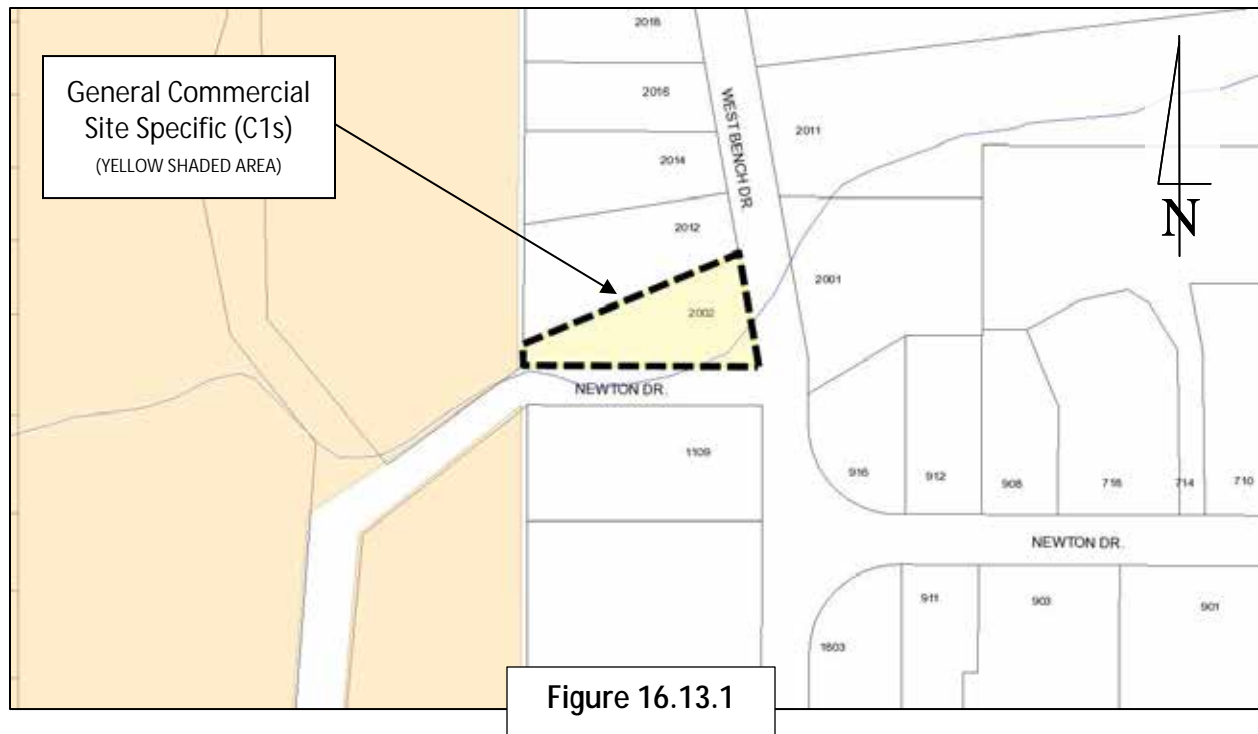 General Commercial
Site Specific (C1s)
(YELLOW SHADED AREA)
2018
2016
2014
2012
2002
WEST BENCH DR.
2011
2001
N
NEWTON DR.
1109
916
912
908
716
714
710
NEWTON DR.
911
903
901
1603
Figure 16.13.1